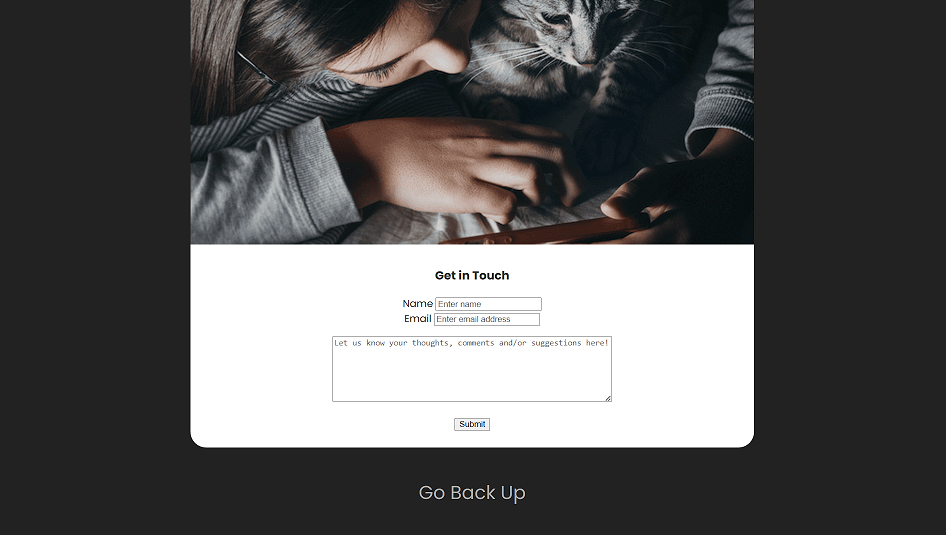 Get in Touch
Name Enter name
Email Enter email address
Let us know your thoughts, comments and/or suggestions here!
Submit
Go Back Up